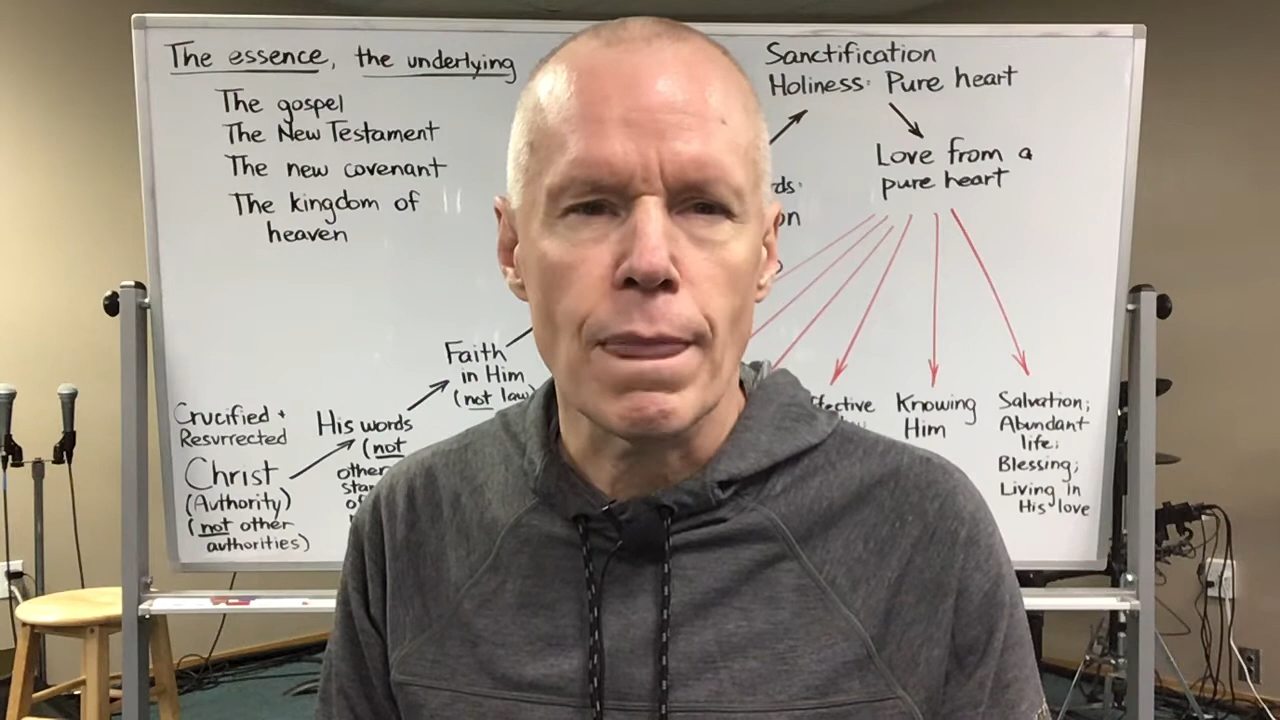 The essence, the underlying
The gospel
The New Testament
The new covenant
The kingdom of
heaven
Sanctification
Holiness: Pure heart
Love from a
pure heart
Faith
in Him
(not law)
His words
(not
other
Crucified +
Resurrected
Christ
(Authority)
(not other
authorities)
Knowing
Him
Salvation;
Abundant
life;
Blessing;
Living in
His love